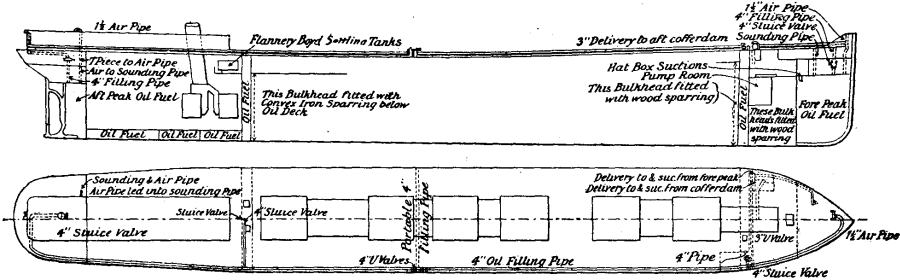 1½ Air Pipe
Flannery Boyd Settling Tanks
3" Delivery to aft cofferdam
1½" Air Pipe
4" Filling Pipe
4" Sluice Valve
Sounding Pipe
T Piece to Air Pipe
Air to Sounding Pipe
4" Filling Pipe
Aft Peak Oil Fuel
Oil Fuel
This Bulkhead fitted with
Convex Iron Sparring below
Oil Deck
Hat Box Suctions
Pump Room
This Bulkhead fitted
with wood sparring
Oil Fuel
These Bulk
heads fitted
with wood
sparring
Fore Peak
Oil Fuel
Oil Fuel
Oil Fuel
Oil Fuel
Sounding & Air Pipe
Air Pipe led into sounding Pipe
Sluice Valve
4" Sluice Valve
4" Sluice Valve
Portable 4"
Filling Pipe
Delivery to & suc. from forepeak
Delivery to & suc. from cofferdam
3" U Valve
1½" Air Pipe
4" U Valves
4" Oil Filling Pipe
4" Pipe
4" Sluice Valve